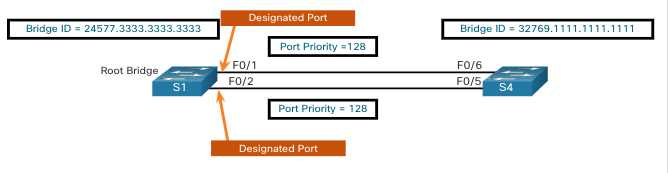 Designated Port
Bridge ID = 24577.3333.3333.3333
Bridge ID = 32769.1111.1111.1111
Port Priority =128
Root Bridge
F0/1
F0/6
F0/2
F0/5
S1
S4
Port Priority = 128
Designated Port